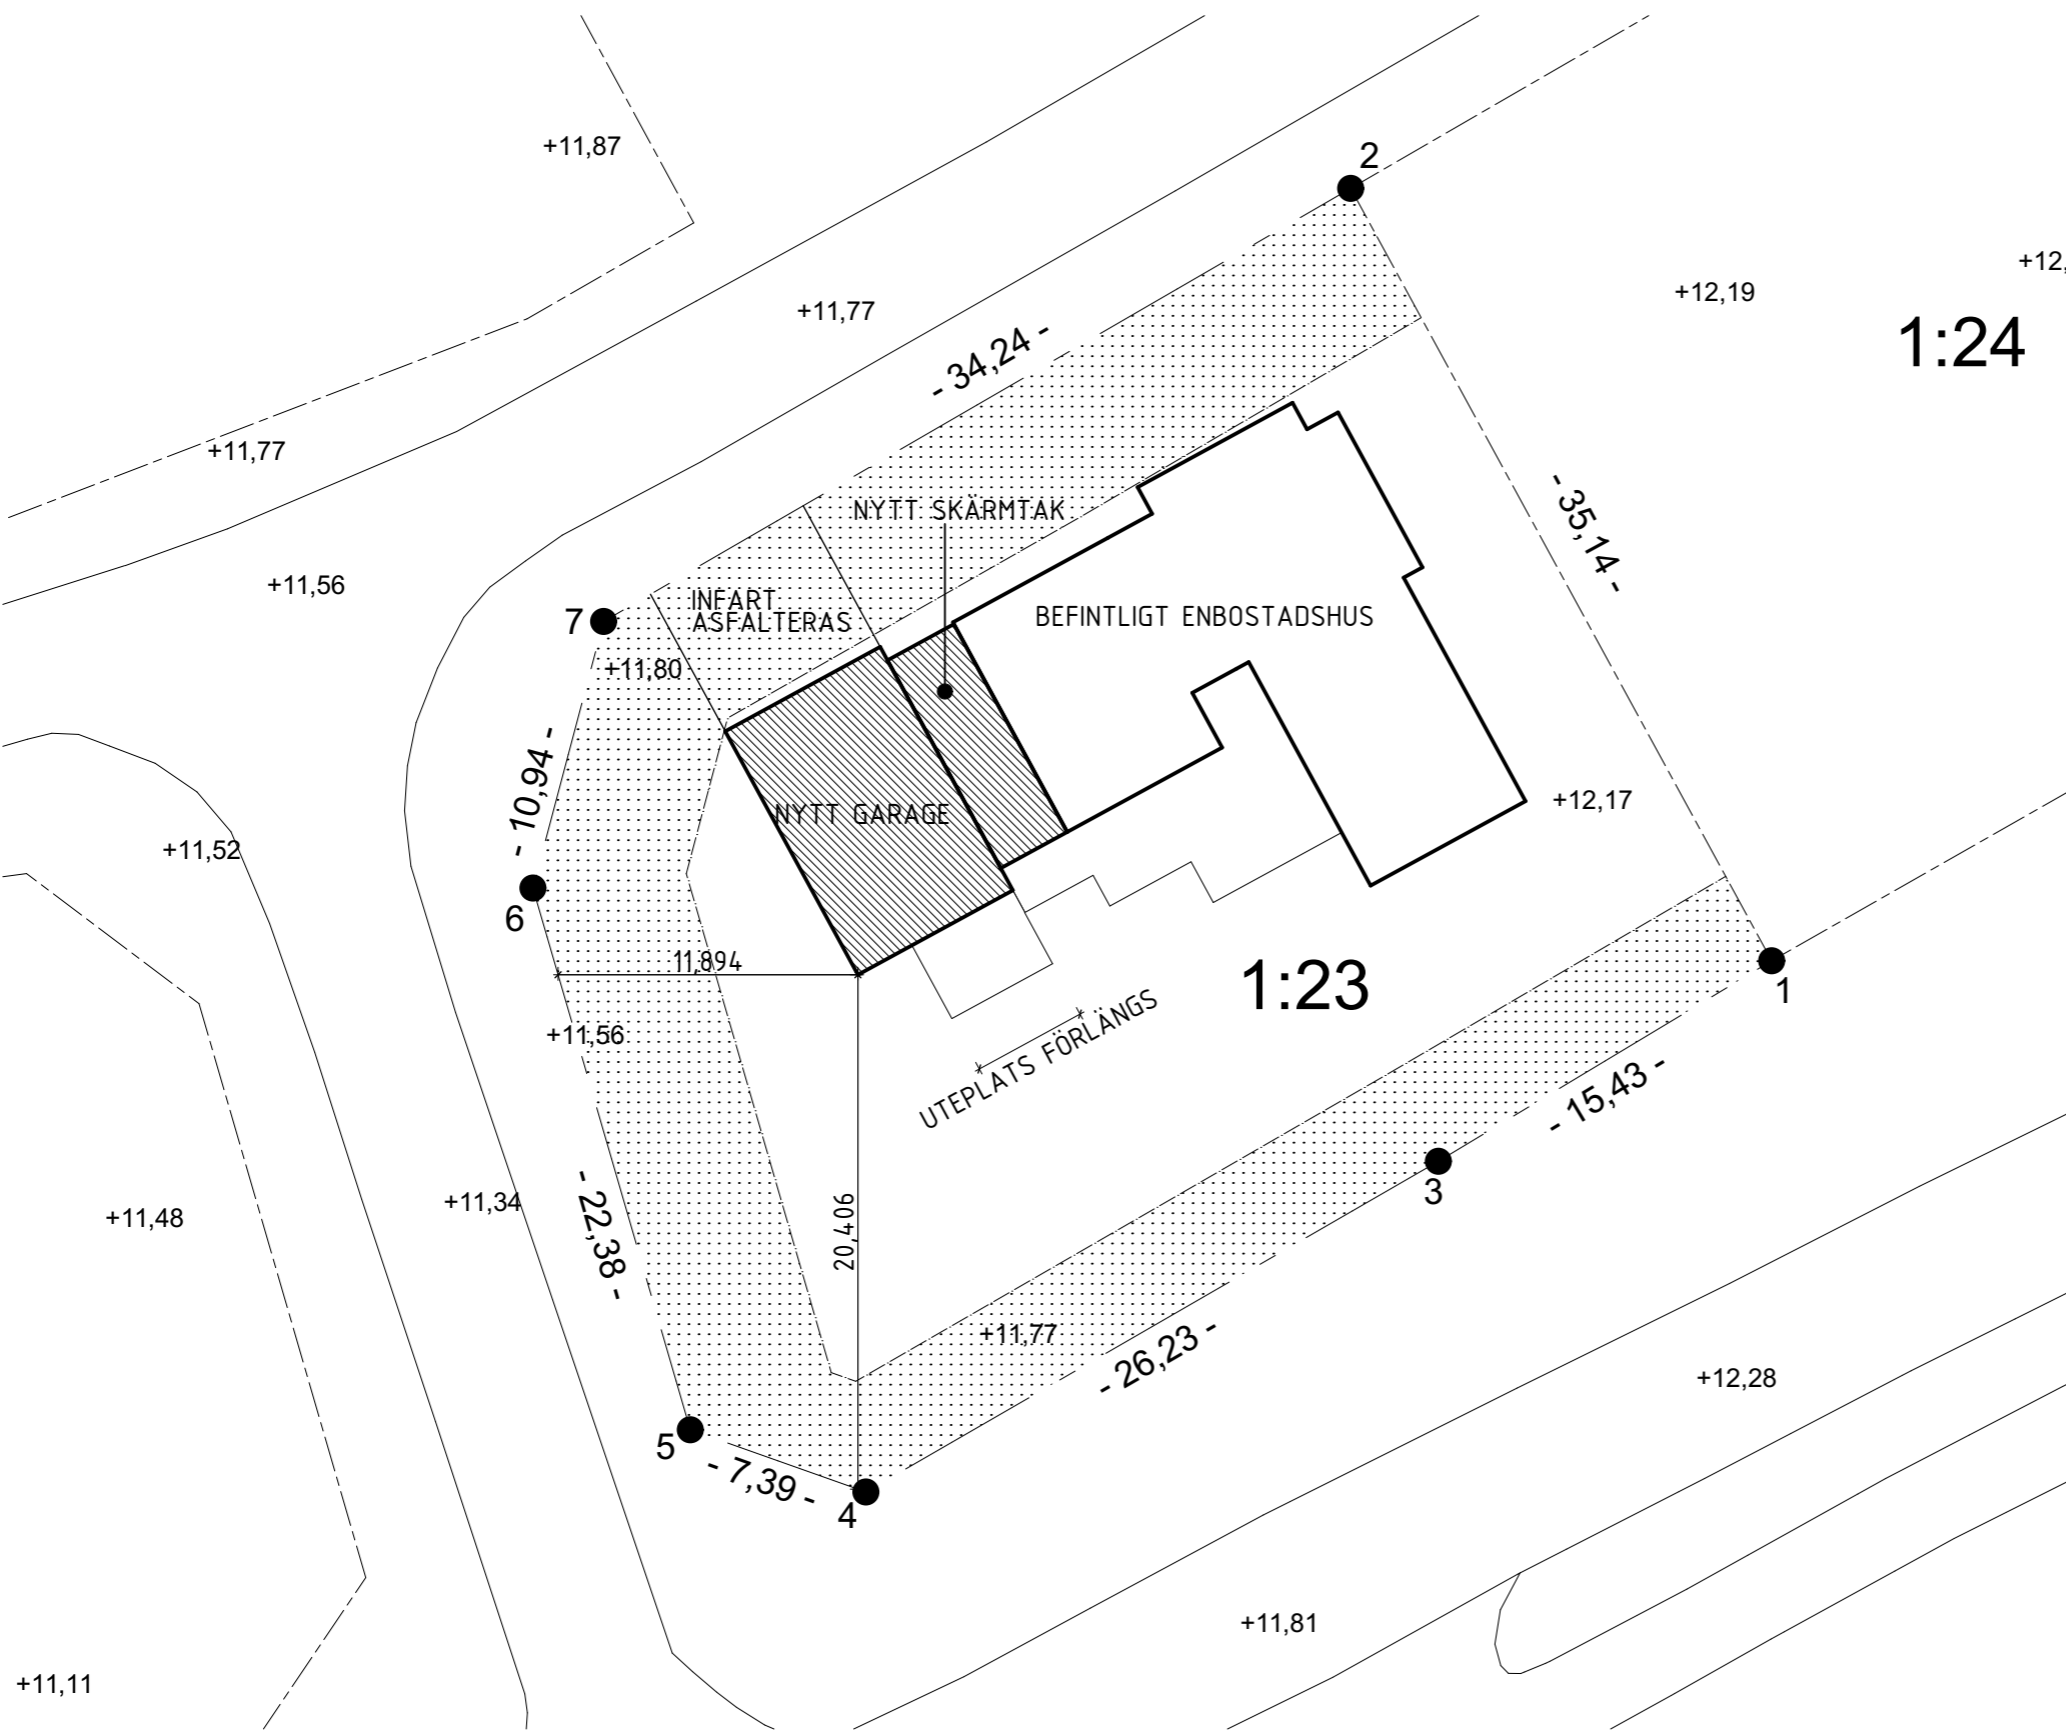 +11,87
2
+12,
+12,19
+11,77
1:24
- 34,24 -
+11,77
- 35,14 -
NYTT SKÄRMTAK
+11,56
INFART
ASFALTERAS
7
BEFINTLIGT ENBOSTADSHUS
+11,80
- 10,94 -
+12,17
NYTT GARAGE
+11,52
6
11,894
1:23
1
UTEPLATS FÖRLÄNGS
+11,56
- 15,43 -
3
+11,34
+11,48
- 22,38 -
20,406
+11,77
- 26,23 -
+12,28
5
- 7,39 -
4
+11,81
+11,11